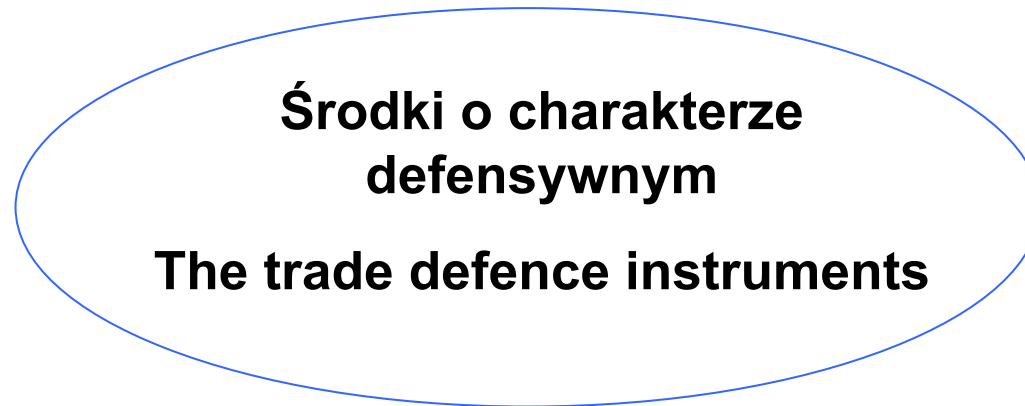 Środki o charakterze
defensywnym
The trade defence instruments